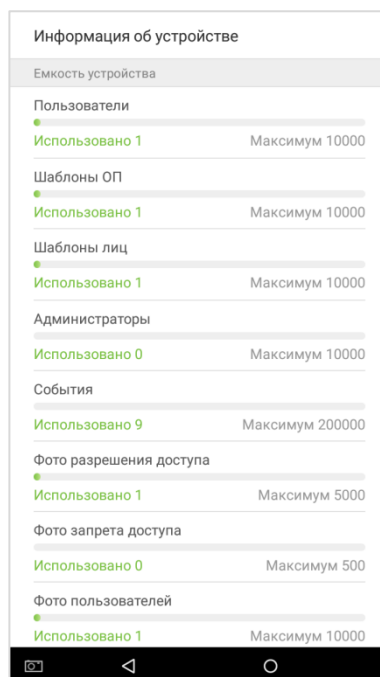 Информация об устройстве
Емкость устройства
Пользователи
Использовано 1 Максимум 10000
Шаблоны ОП
Использовано 1 Максимум 10000
Шаблоны лиц
Использовано 1 Максимум 10000
Администраторы
Использовано 0 Максимум 10000
События
Использовано 9 Максимум 200000
Фото разрешения доступа
Использовано 1 Максимум 5000
Фото запрета доступа
Использовано 0 Максимум 500
Фото пользователей
Использовано 1 Максимум 10000